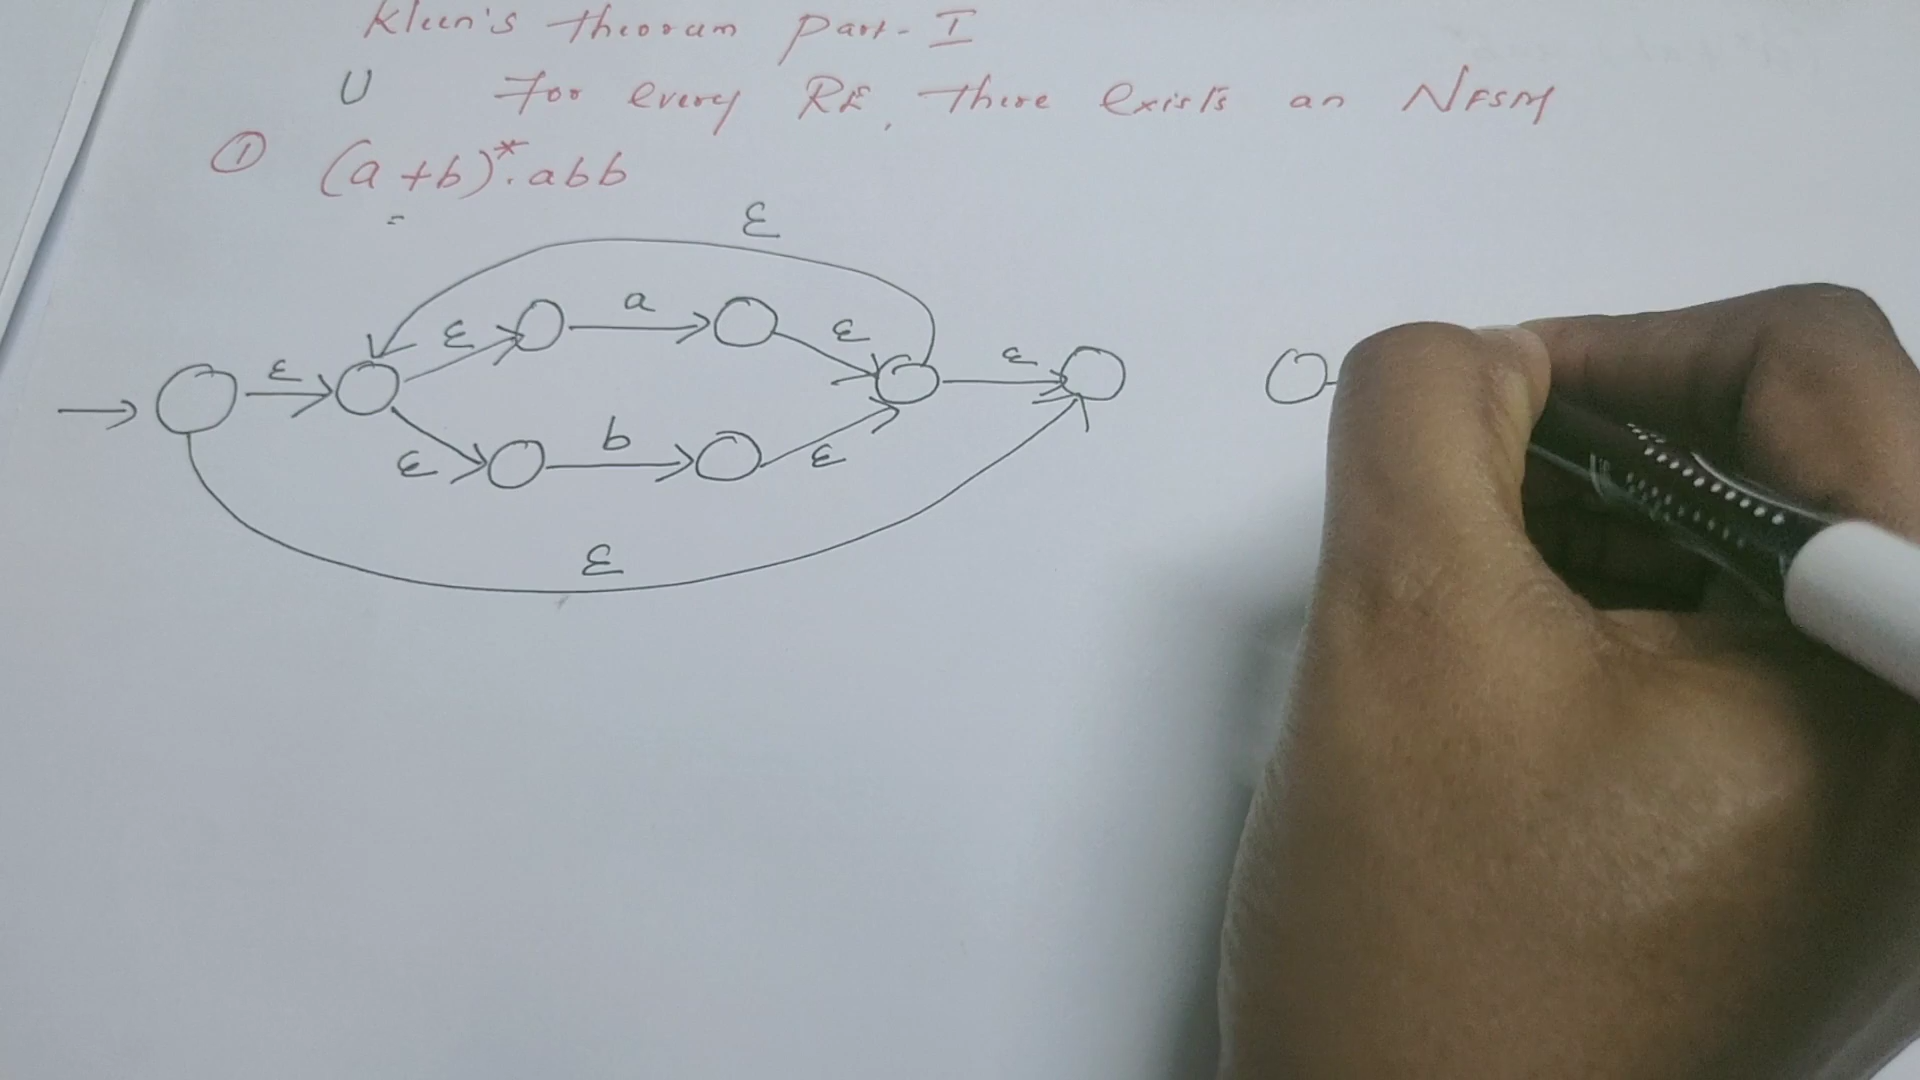 Kleen's theoram part-I
U For every RE, there exists an NFSM
① (a+b)*.abb
=
ε
ε ε a ε ε
ε b ε
ε